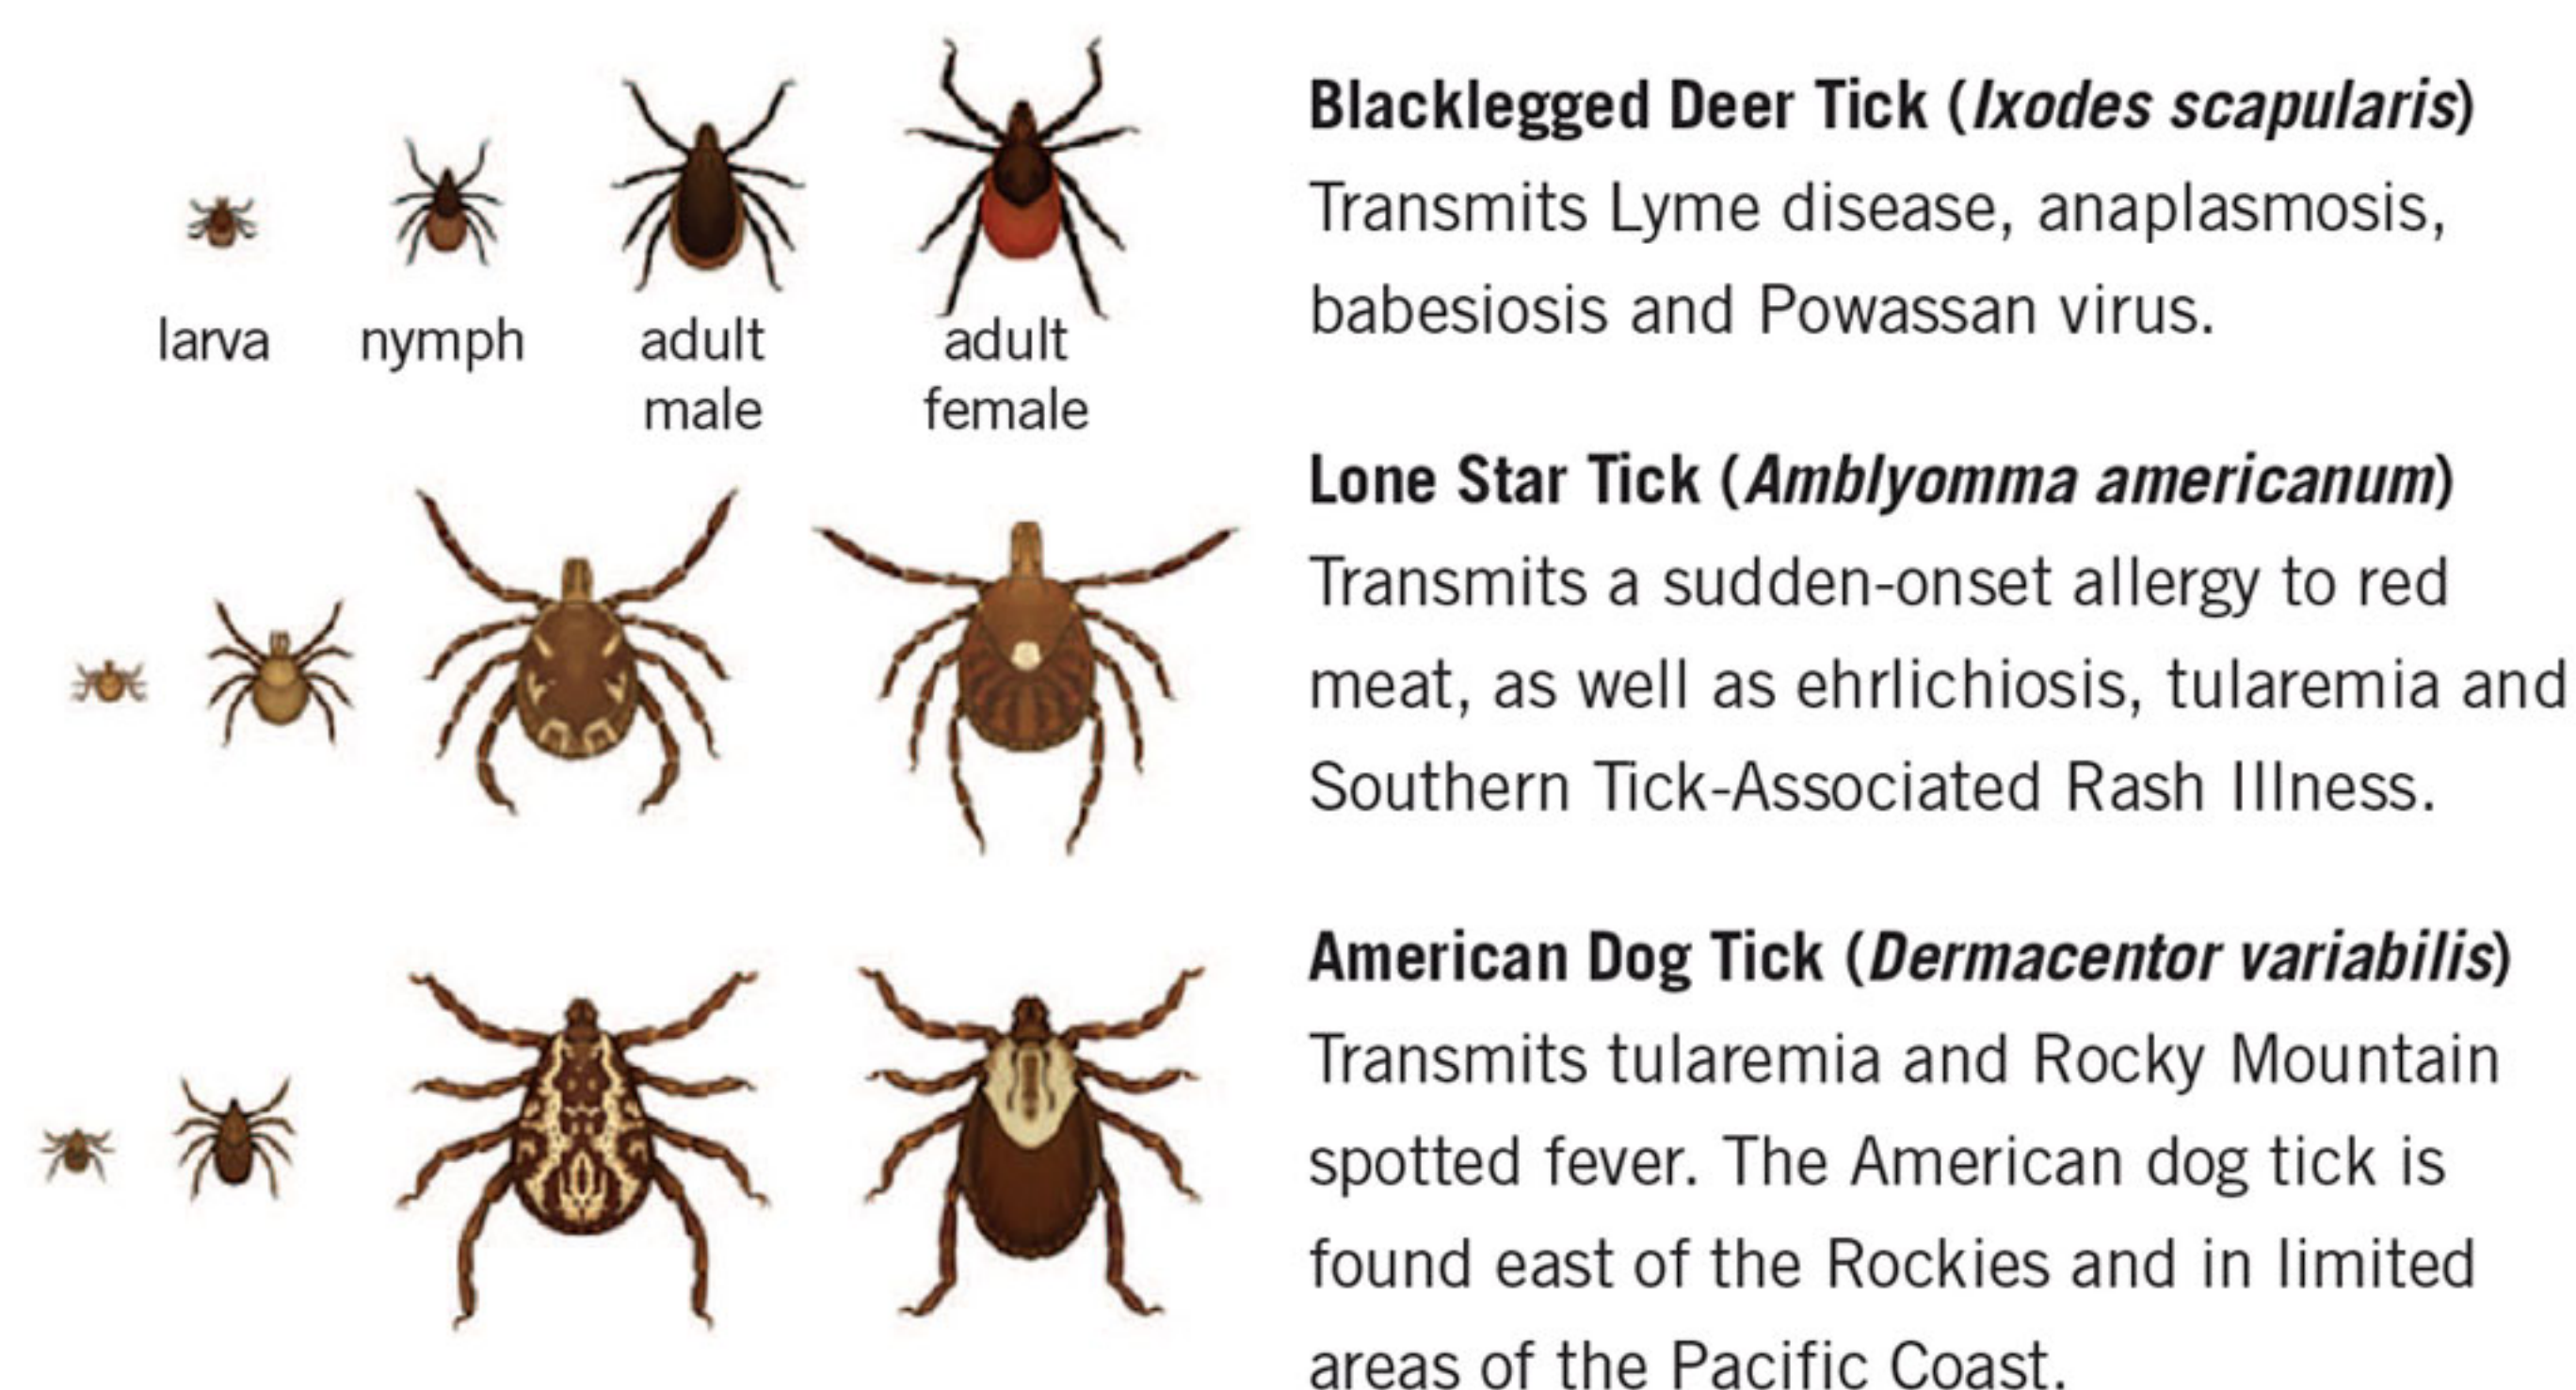 larva
nymph
adult
male
adult
female
Blacklegged Deer Tick (Ixodes scapularis)
Transmits Lyme disease, anaplasmosis,
babesiosis and Powassan virus.
Lone Star Tick (Amblyomma americanum)
Transmits a sudden-onset allergy to red
meat, as well as ehrlichiosis, tularemia and
Southern Tick-Associated Rash Illness.
American Dog Tick (Dermacentor variabilis)
Transmits tularemia and Rocky Mountain
spotted fever. The American dog tick is
found east of the Rockies and in limited
areas of the Pacific Coast.